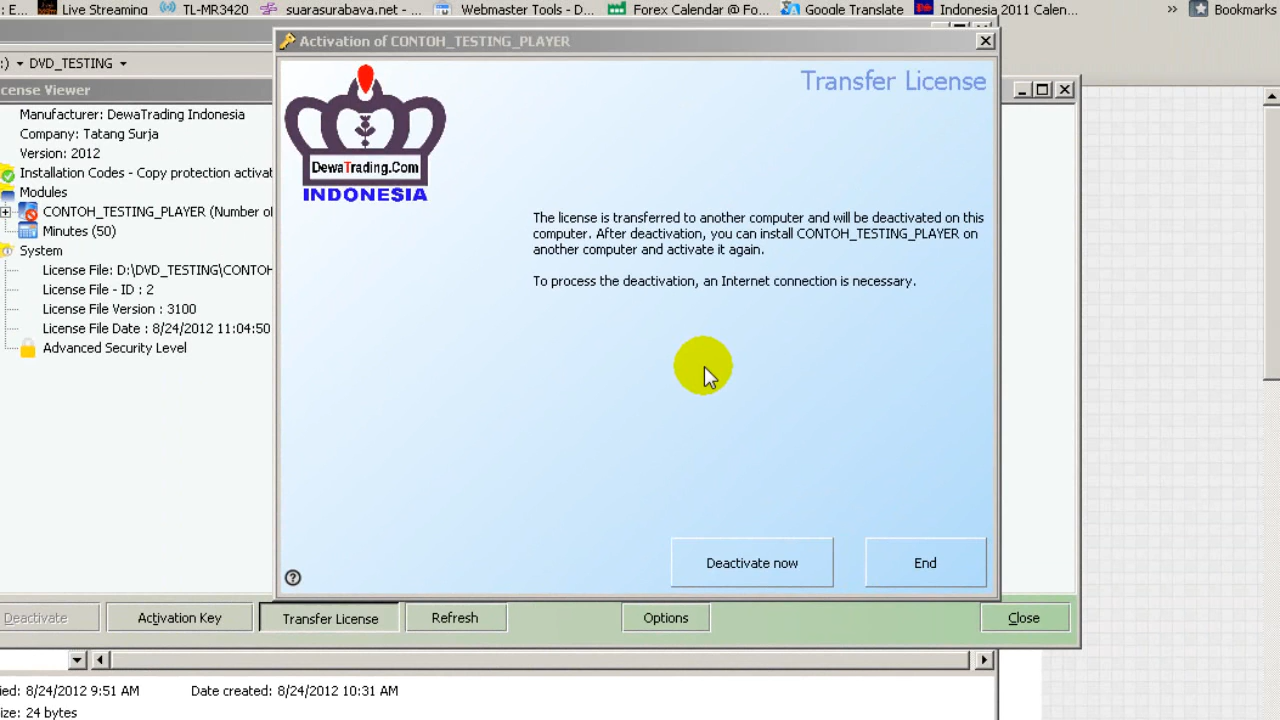 : E...
Live Streaming
TL-MR3420
suarasurabaya.net - ...
Webmaster Tools - D...
Forex Calendar @ Fo...
Google Translate
Indonesia 2011 Calen...
»
Bookmarks
Activation of CONTOH_TESTING_PLAYER
:) DVD_TESTING
Transfer License
cense Viewer
Manufacturer: DewaTrading Indonesia
Company: Tatang Surja
Version: 2012
Installation Codes - Copy protection activat
Modules
CONTOH_TESTING_PLAYER (Number of
Minutes (50)
System
License File: D:\DVD_TESTING\CONTOH
License File - ID : 2
License File Version : 3100
License File Date : 8/24/2012 11:04:50
Advanced Security Level
DewaTrading.Com
INDONESIA
The license is transferred to another computer and will be deactivated on this
computer. After deactivation, you can install CONTOH_TESTING_PLAYER on
another computer and activate it again.
To process the deactivation, an Internet connection is necessary.
Deactivate now
End
?
Deactivate
Activation Key
Transfer License
Refresh
Options
Close
ied: 8/24/2012 9:51 AM
Date created: 8/24/2012 10:31 AM
ize: 24 bytes